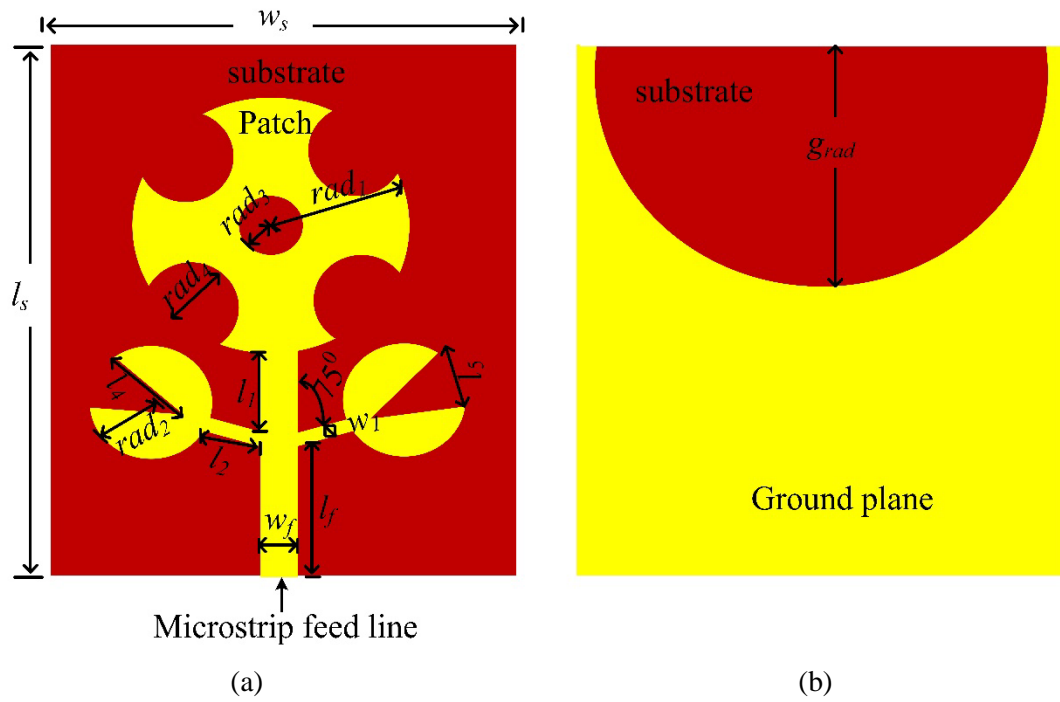 w_s
substrate
Patch
rad_3
rad_1
rad_4
l_s
l_1
75^0
l_4
l_5
rad_2
w_1
l_2
w_f
l_f
Microstrip feed line
(a)
substrate
g_rad
Ground plane
(b)